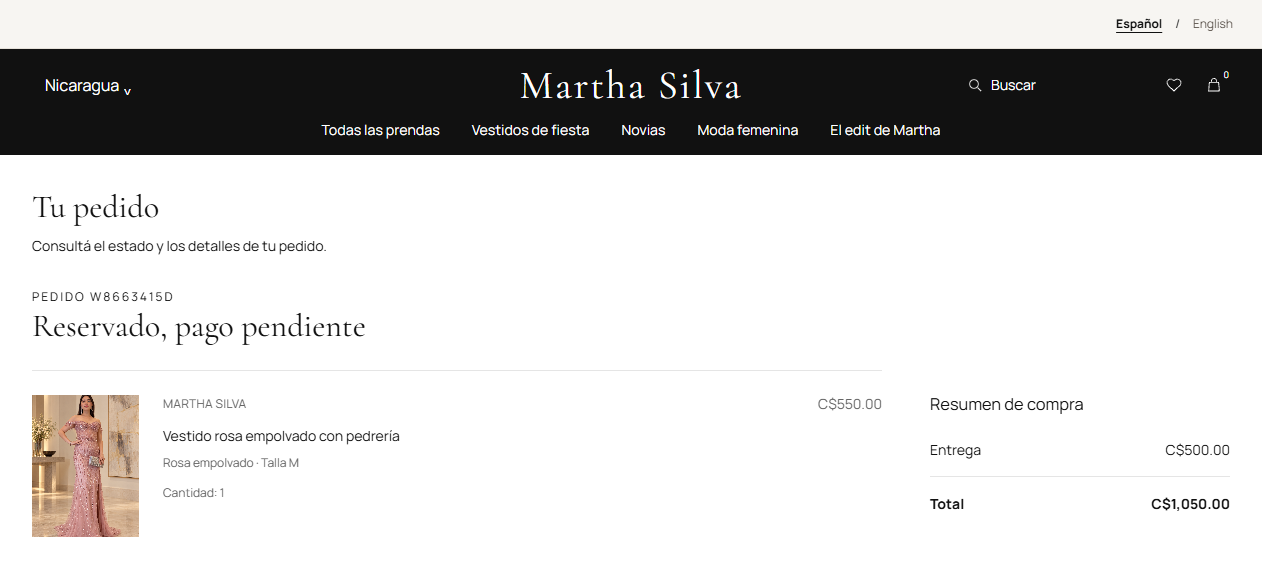 Español / English
Nicaragua v
Martha Silva
Buscar
0
Todas las prendas Vestidos de fiesta Novias Moda femenina El edit de Martha
Tu pedido
Consultá el estado y los detalles de tu pedido.
PEDIDO W8663415D
Reservado, pago pendiente
MARTHA SILVA C$550.00
Vestido rosa empolvado con pedrería
Rosa empolvado · Talla M
Cantidad: 1
Resumen de compra
Entrega C$500.00
Total C$1,050.00